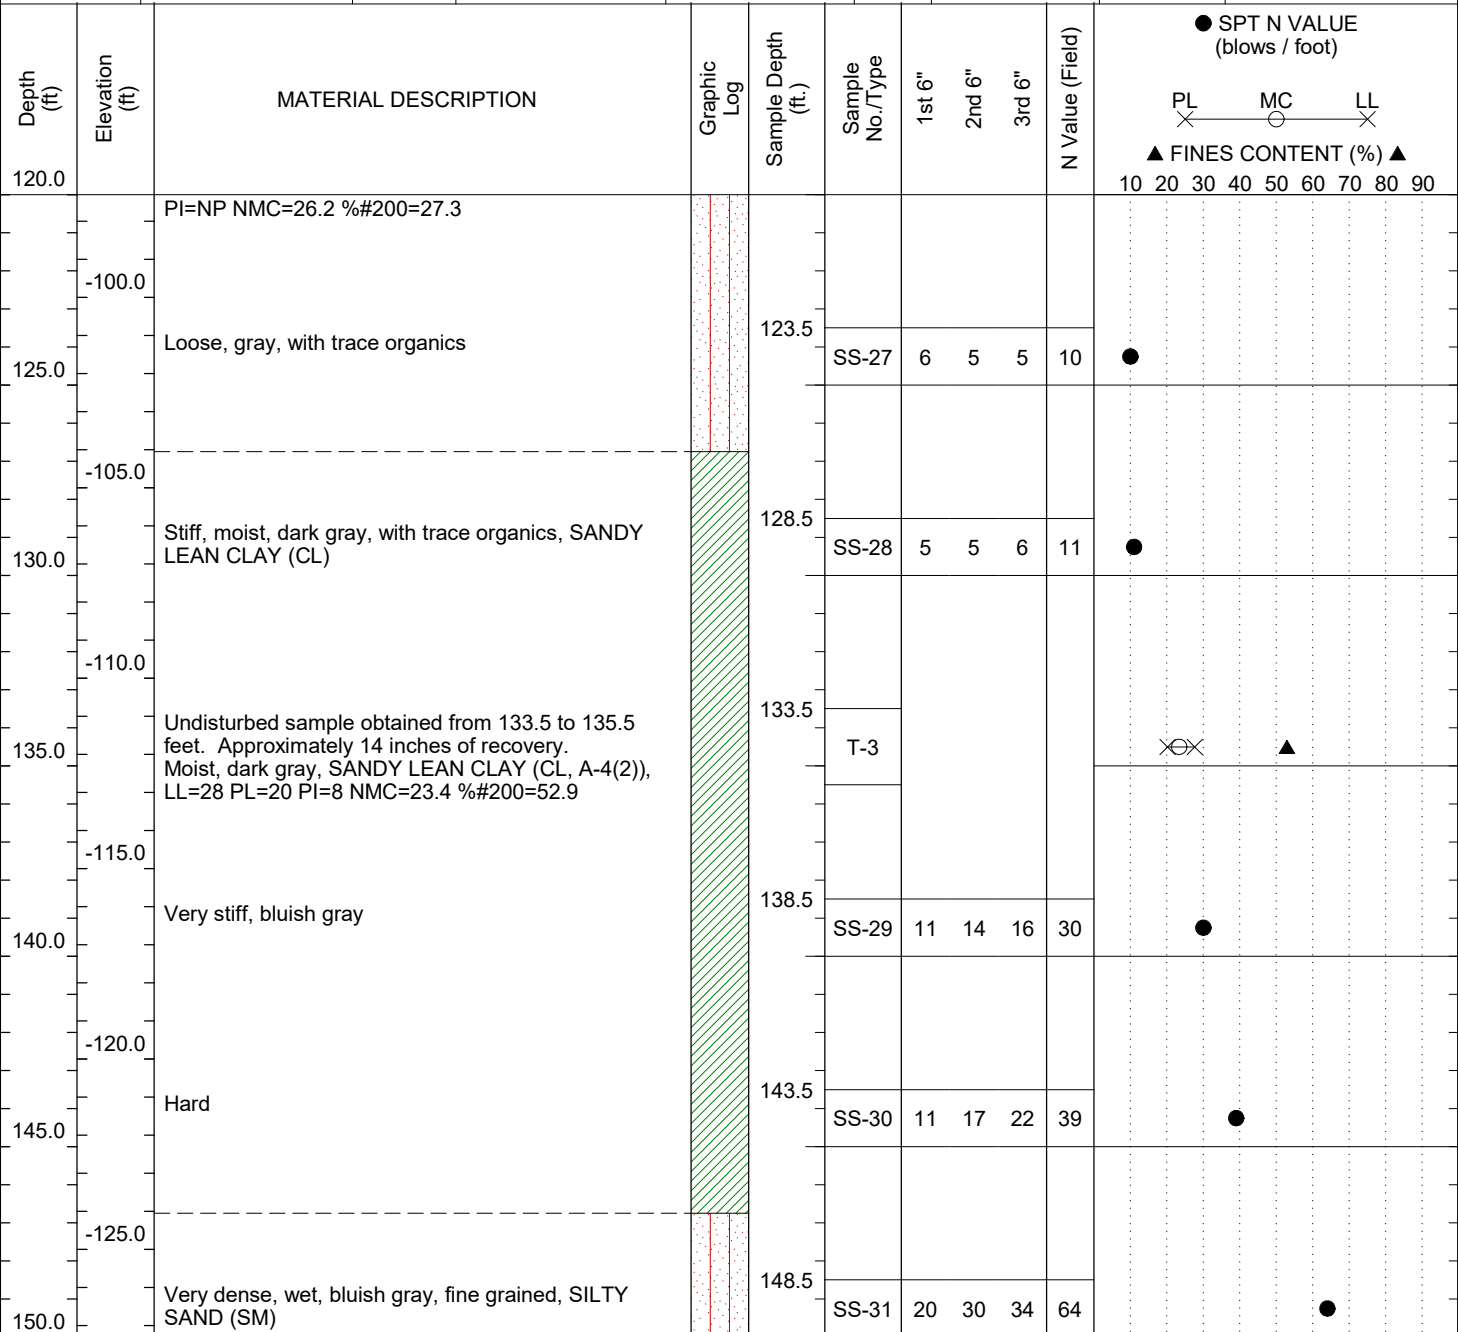 Depth
(ft)
Elevation
(ft)
MATERIAL DESCRIPTION
Graphic
Log
Sample Depth
(ft.)
Sample
No./Type
1st 6"
2nd 6"
3rd 6"
N Value (Field)
● SPT N VALUE
(blows / foot)
PL MC LL
▲ FINES CONTENT (%) ▲
10 20 30 40 50 60 70 80 90
120.0
PI=NP NMC=26.2 %#200=27.3
-100.0
123.5
Loose, gray, with trace organics
SS-27 6 5 5 10
125.0
-105.0
128.5
Stiff, moist, dark gray, with trace organics, SANDY
LEAN CLAY (CL)
SS-28 5 5 6 11
130.0
-110.0
133.5
Undisturbed sample obtained from 133.5 to 135.5
feet. Approximately 14 inches of recovery.
Moist, dark gray, SANDY LEAN CLAY (CL, A-4(2)),
LL=28 PL=20 PI=8 NMC=23.4 %#200=52.9
T-3
135.0
-115.0
138.5
Very stiff, bluish gray
SS-29 11 14 16 30
140.0
-120.0
143.5
Hard
SS-30 11 17 22 39
145.0
-125.0
148.5
Very dense, wet, bluish gray, fine grained, SILTY
SAND (SM)
SS-31 20 30 34 64
150.0